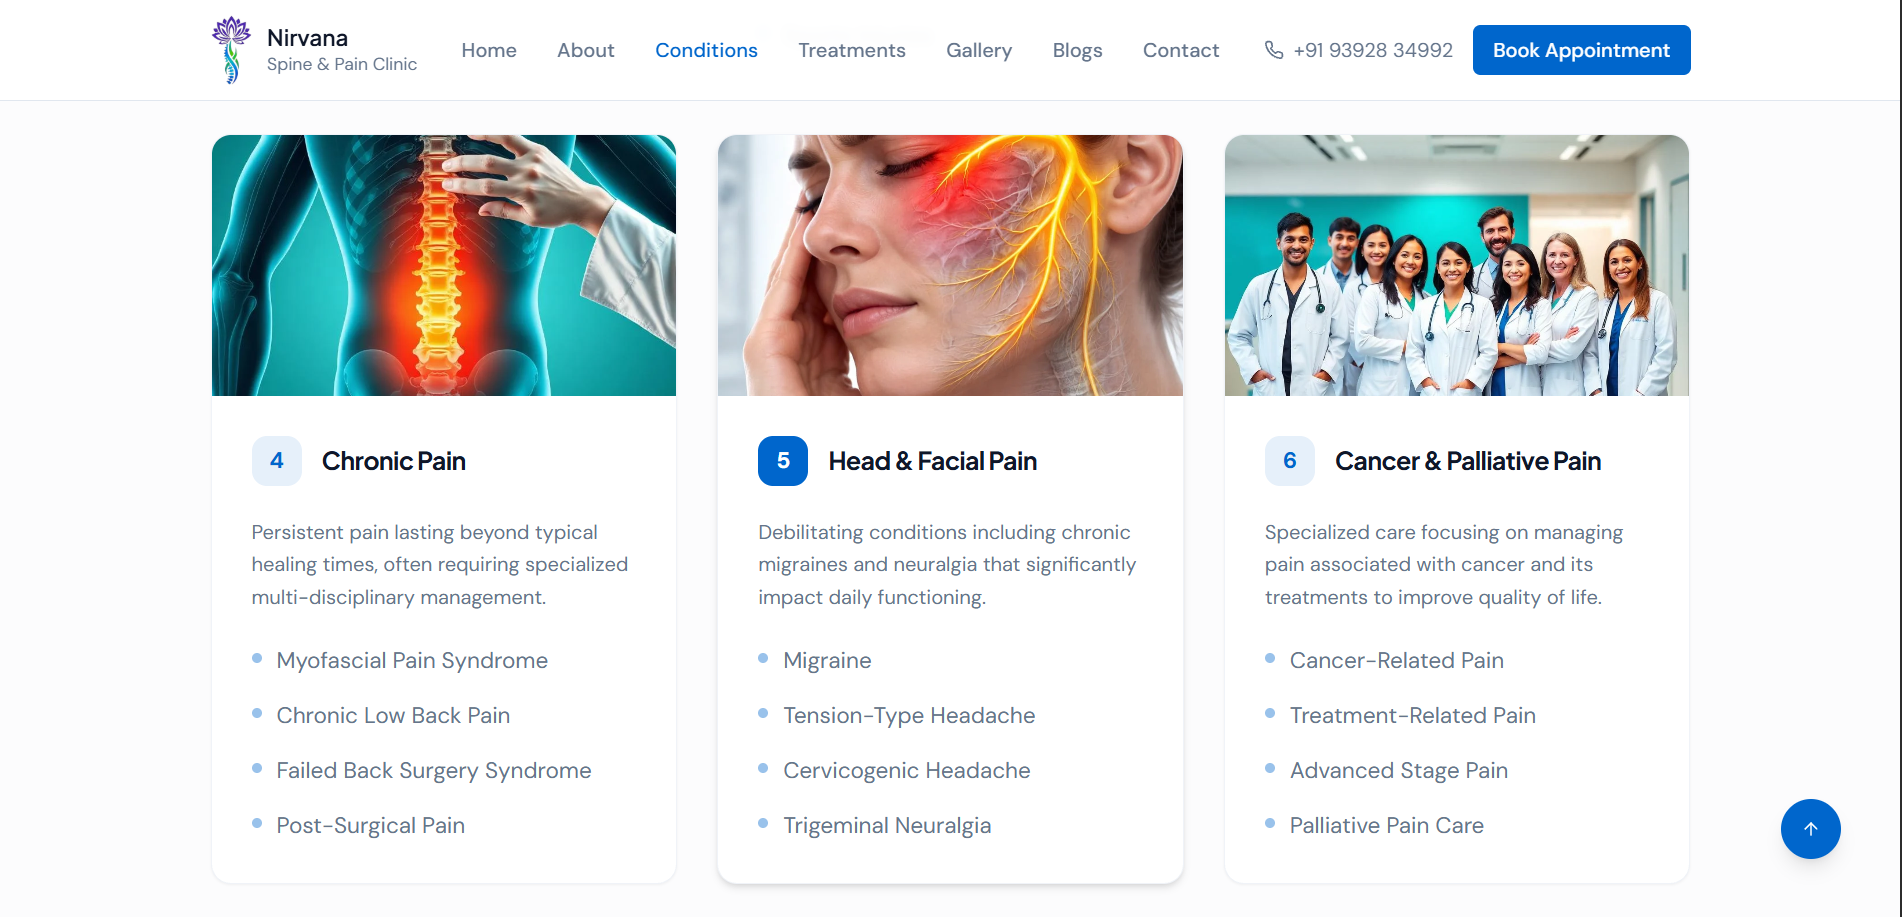 Nirvana
Spine & Pain Clinic
Home
About
Conditions
Treatments
Gallery
Blogs
Contact
+91 93928 34992
Book Appointment
4
Chronic Pain
Persistent pain lasting beyond typical
healing times, often requiring specialized
multi-disciplinary management.
Myofascial Pain Syndrome
Chronic Low Back Pain
Failed Back Surgery Syndrome
Post-Surgical Pain
5
Head & Facial Pain
Debilitating conditions including chronic
migraines and neuralgia that significantly
impact daily functioning.
Migraine
Tension-Type Headache
Cervicogenic Headache
Trigeminal Neuralgia
6
Cancer & Palliative Pain
Specialized care focusing on managing
pain associated with cancer and its
treatments to improve quality of life.
Cancer-Related Pain
Treatment-Related Pain
Advanced Stage Pain
Palliative Pain Care